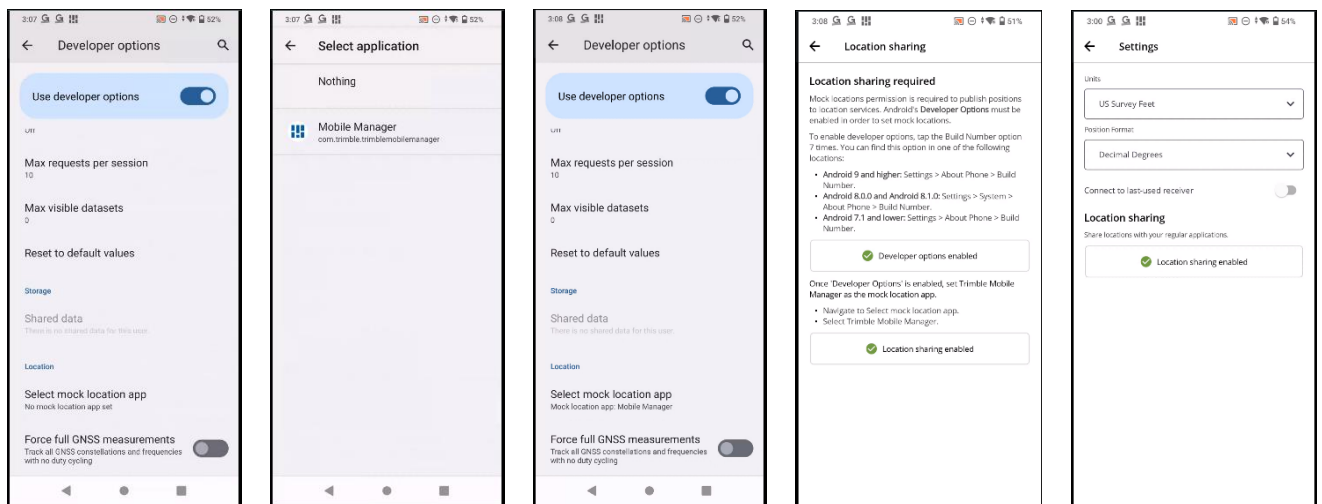 3:07 G G 52%
Developer options
Use developer options
Max requests per session
10
Max visible datasets
0
Reset to default values
Storage
Shared data
There is no shared data for this user.
Location
Select mock location app
No mock location app set
Force full GNSS measurements
Track all GNSS constellations and frequencies
with no duty cycling
3:07 G G 52%
Select application
Nothing
Mobile Manager
com.trimble.trimblemobilemanager
3:08 G G 52%
Developer options
Use developer options
Max requests per session
10
Max visible datasets
0
Reset to default values
Storage
Shared data
There is no shared data for this user.
Location
Select mock location app
Mock location app: Mobile Manager
Force full GNSS measurements
Track all GNSS constellations and frequencies
with no duty cycling
3:08 G G 51%
Location sharing
Location sharing required
Mock locations permission is required to publish positions
to location services. Android's Developer Options must be
enabled in order to set mock locations.
To enable developer options, tap the Build Number option
7 times. You can find this option in one of the following
locations:
• Android 9 and higher: Settings > About Phone > Build
Number.
• Android 8.0.0 and Android 8.1.0: Settings > System >
About Phone > Build Number.
• Android 7.1 and lower: Settings > About Phone > Build
Number.
Developer options enabled
Once 'Developer Options' is enabled, set Trimble Mobile
Manager as the mock location app.
• Navigate to Select mock location app.
• Select Trimble Mobile Manager.
Location sharing enabled
3:00 G G 54%
Settings
Units
US Survey Feet
Position Format
Decimal Degrees
Connect to last-used receiver
Location sharing
Share locations with your regular applications.
Location sharing enabled